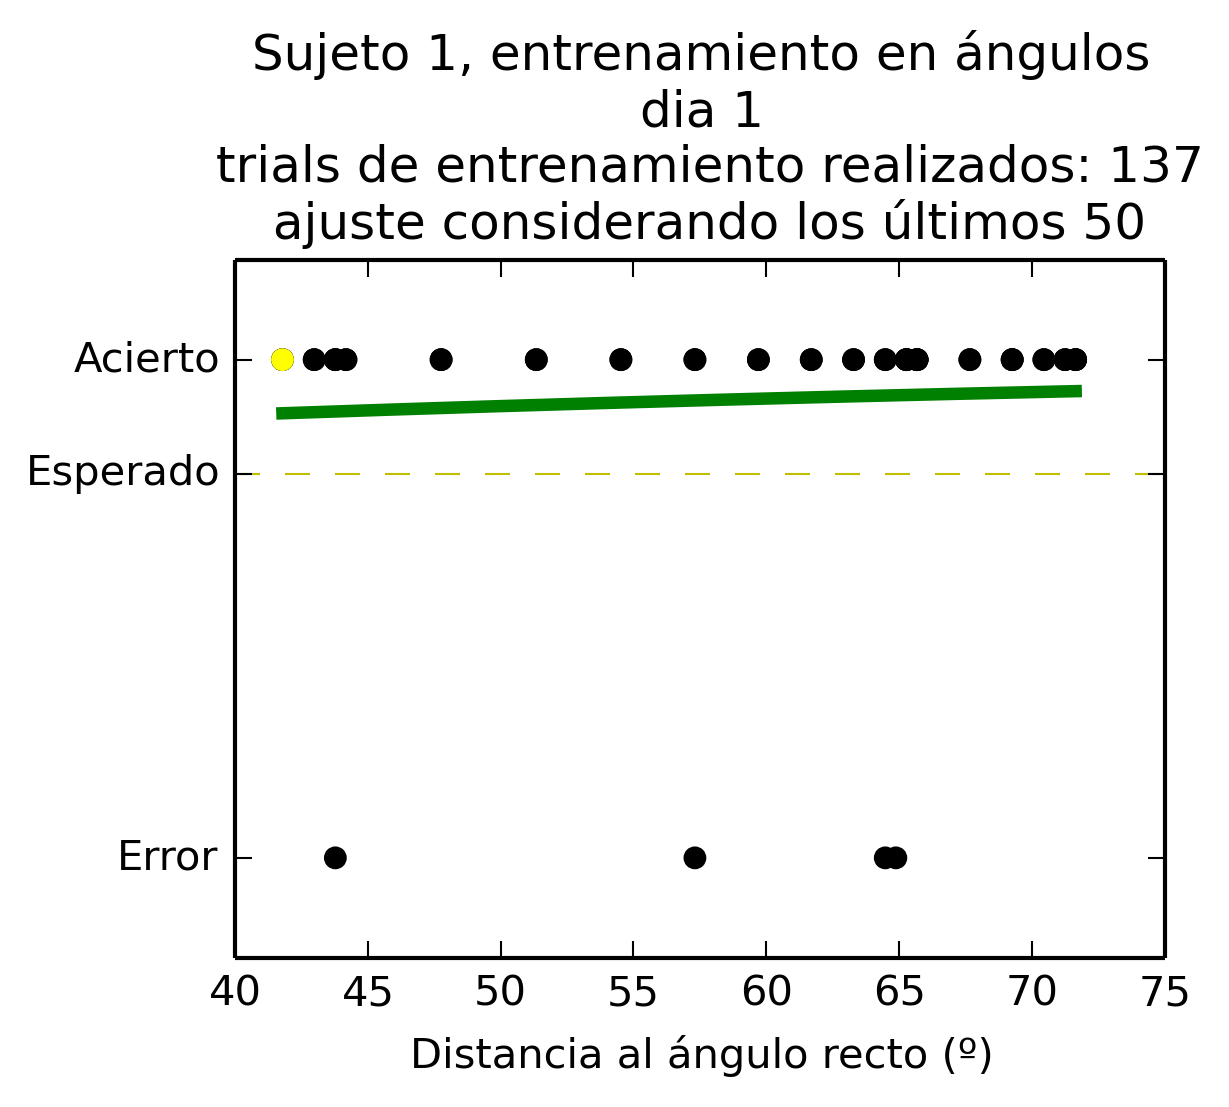 Sujeto 1, entrenamiento en ángulos
dia 1
trials de entrenamiento realizados: 137
ajuste considerando los últimos 50
Acierto
Esperado
Error
40 45 50 55 60 65 70 75
Distancia al ángulo recto (º)